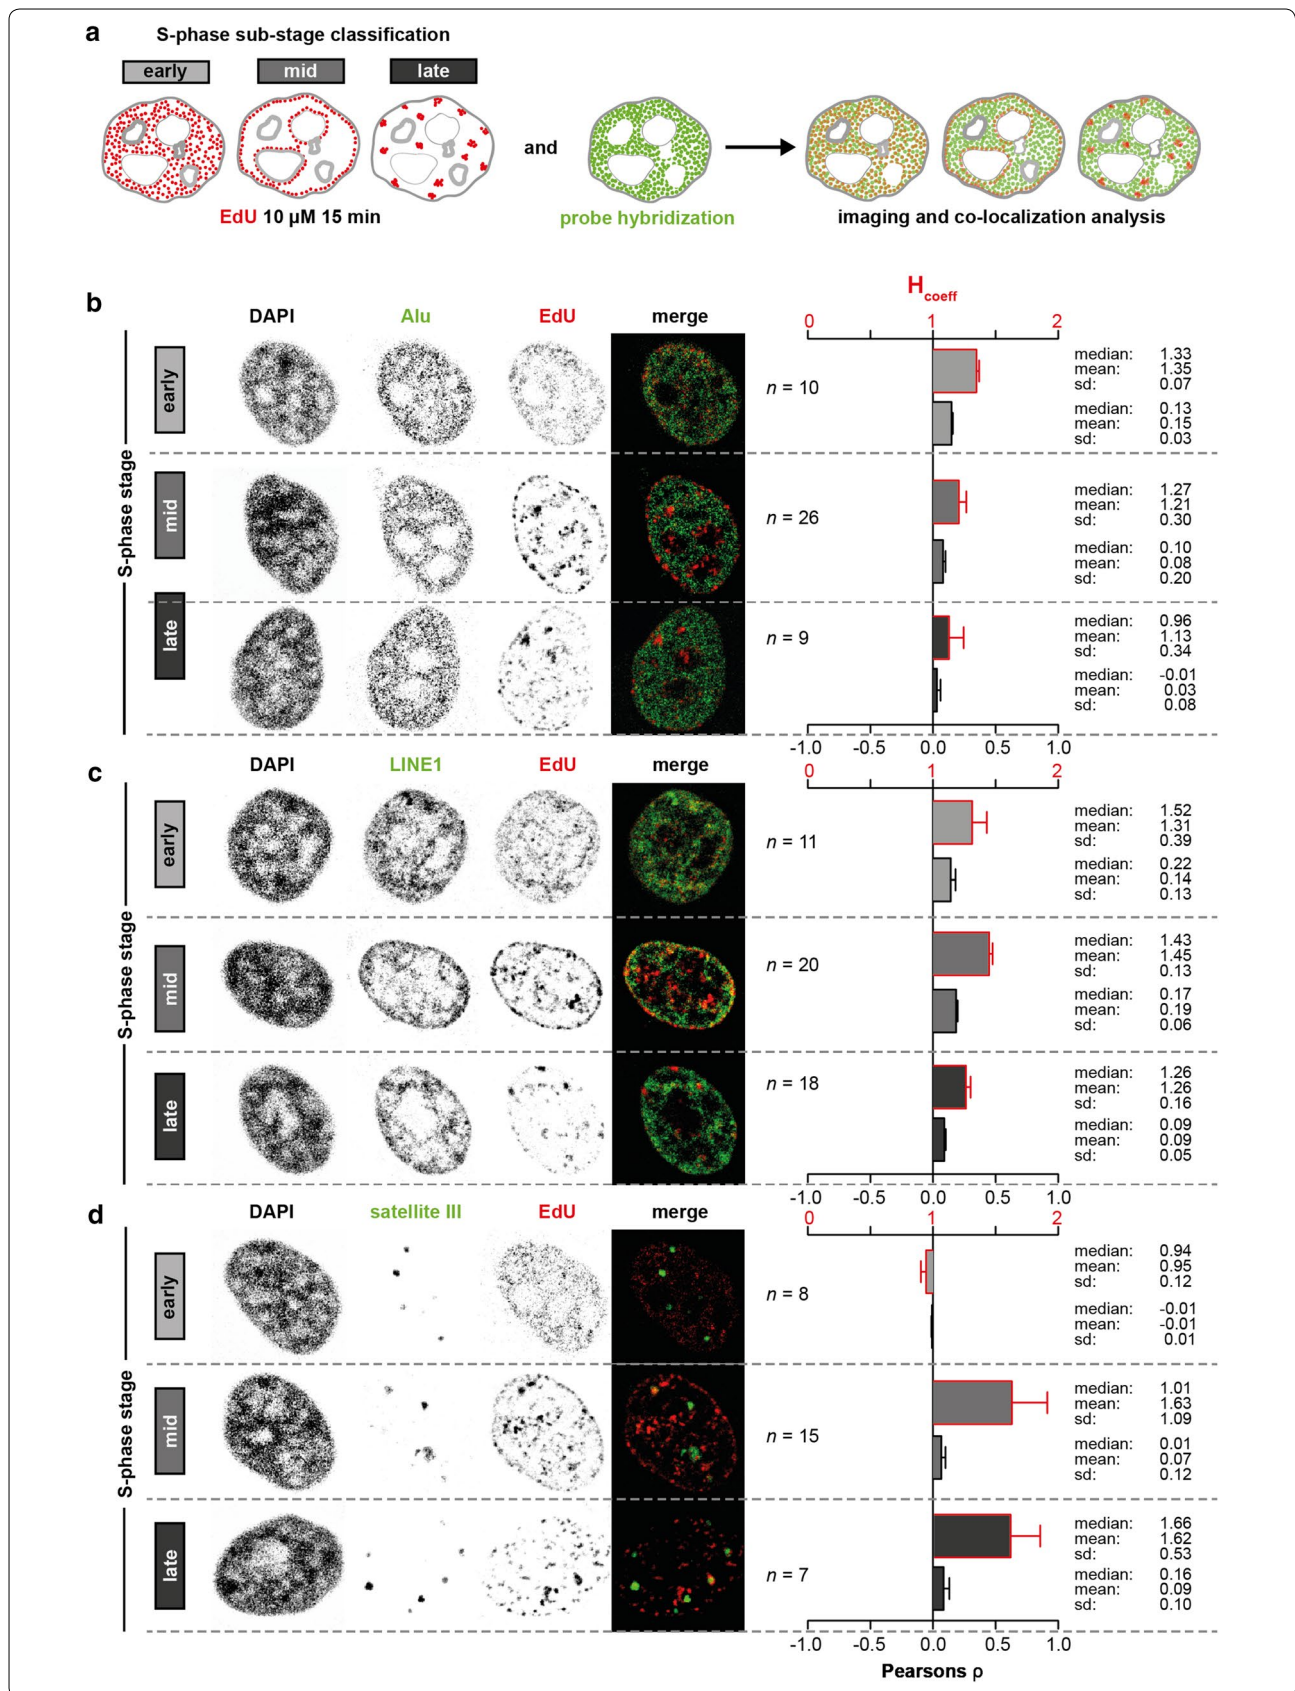 a
S-phase sub-stage classification
early mid late
and
EdU 10 µM 15 min
probe hybridization
imaging and co-localization analysis
b
DAPI Alu EdU merge
H coeff
0 1 2
S-phase stage
early
n = 10
median: 1.33
mean: 1.35
sd: 0.07
median: 0.13
mean: 0.15
sd: 0.03
mid
n = 26
median: 1.27
mean: 1.21
sd: 0.30
median: 0.10
mean: 0.08
sd: 0.20
late
n = 9
median: 0.96
mean: 1.13
sd: 0.34
median: -0.01
mean: 0.03
sd: 0.08
-1.0 -0.5 0.0 0.5 1.0
c
DAPI LINE1 EdU merge
0 1 2
S-phase stage
early
n = 11
median: 1.52
mean: 1.31
sd: 0.39
median: 0.22
mean: 0.14
sd: 0.13
mid
n = 20
median: 1.43
mean: 1.45
sd: 0.13
median: 0.17
mean: 0.19
sd: 0.06
late
n = 18
median: 1.26
mean: 1.26
sd: 0.16
median: 0.09
mean: 0.09
sd: 0.05
-1.0 -0.5 0.0 0.5 1.0
d
DAPI satellite III EdU merge
0 1 2
S-phase stage
early
n = 8
median: 0.94
mean: 0.95
sd: 0.12
median: -0.01
mean: -0.01
sd: 0.01
mid
n = 15
median: 1.01
mean: 1.63
sd: 1.09
median: 0.01
mean: 0.07
sd: 0.12
late
n = 7
median: 1.66
mean: 1.62
sd: 0.53
median: 0.16
mean: 0.09
sd: 0.10
-1.0 -0.5 0.0 0.5 1.0
Pearsons ρ